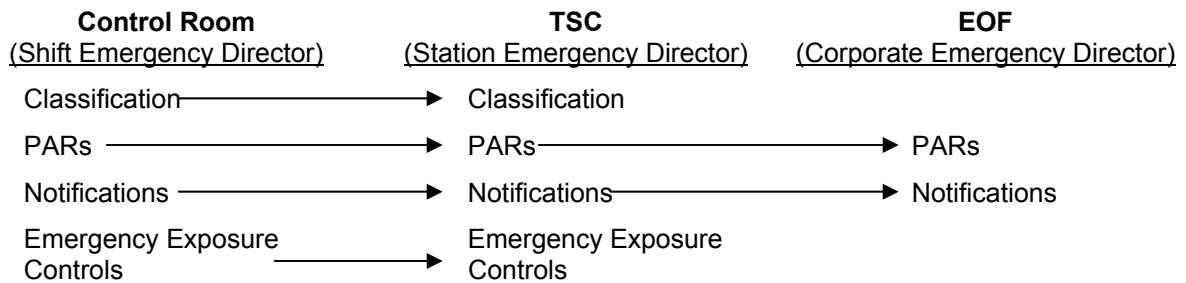 Control Room TSC EOF
(Shift Emergency Director) (Station Emergency Director) (Corporate Emergency Director)
Classification Classification
PARs PARs PARs
Notifications Notifications Notifications
Emergency Exposure Emergency Exposure
Controls Controls